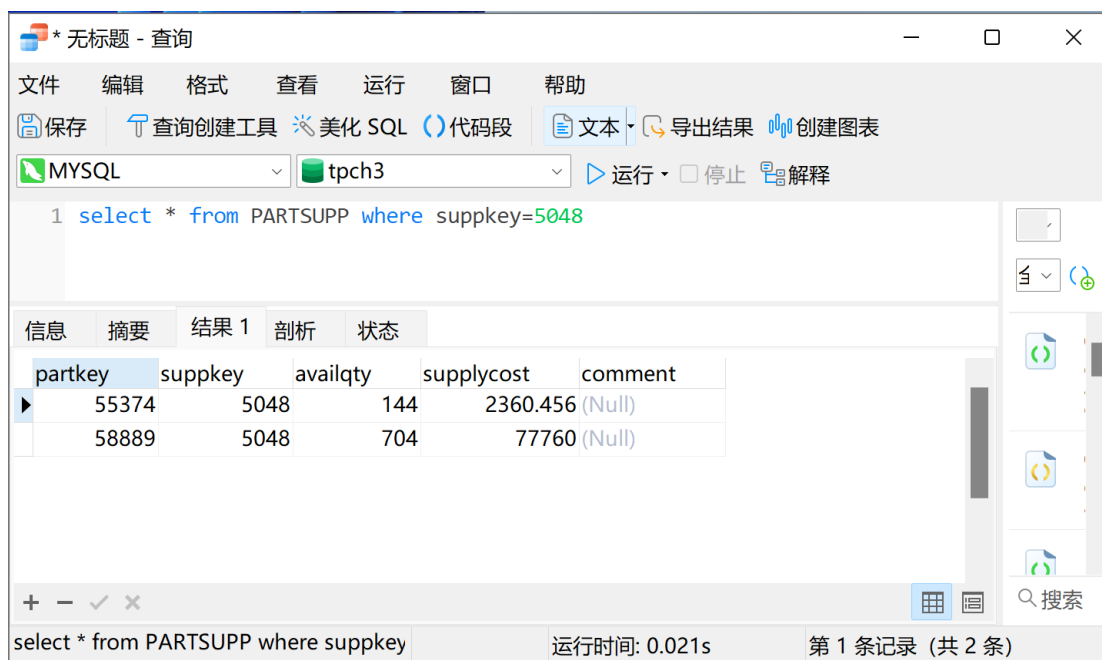 * 无标题 - 查询
文件 编辑 格式 查看 运行 窗口 帮助
保存 查询创建工具 美化 SQL 代码段 文本 导出结果 创建图表
MYSQL tpch3 运行 停止 解释
1 select * from PARTSUPP where suppkey=5048
信息 摘要 结果 1 剖析 状态
partkey suppkey availqty supplycost comment
55374 5048 144 2360.456 (Null)
58889 5048 704 77760 (Null)
搜索
select * from PARTSUPP where suppkey 运行时间: 0.021s 第 1 条记录 (共 2 条)